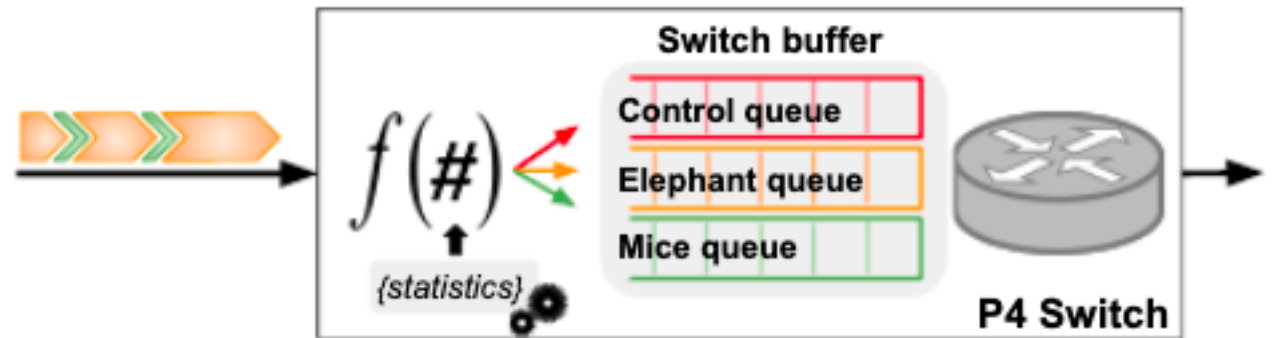 Switch buffer
Control queue
f(#)
Elephant queue
Mice queue
{statistics}
P4 Switch